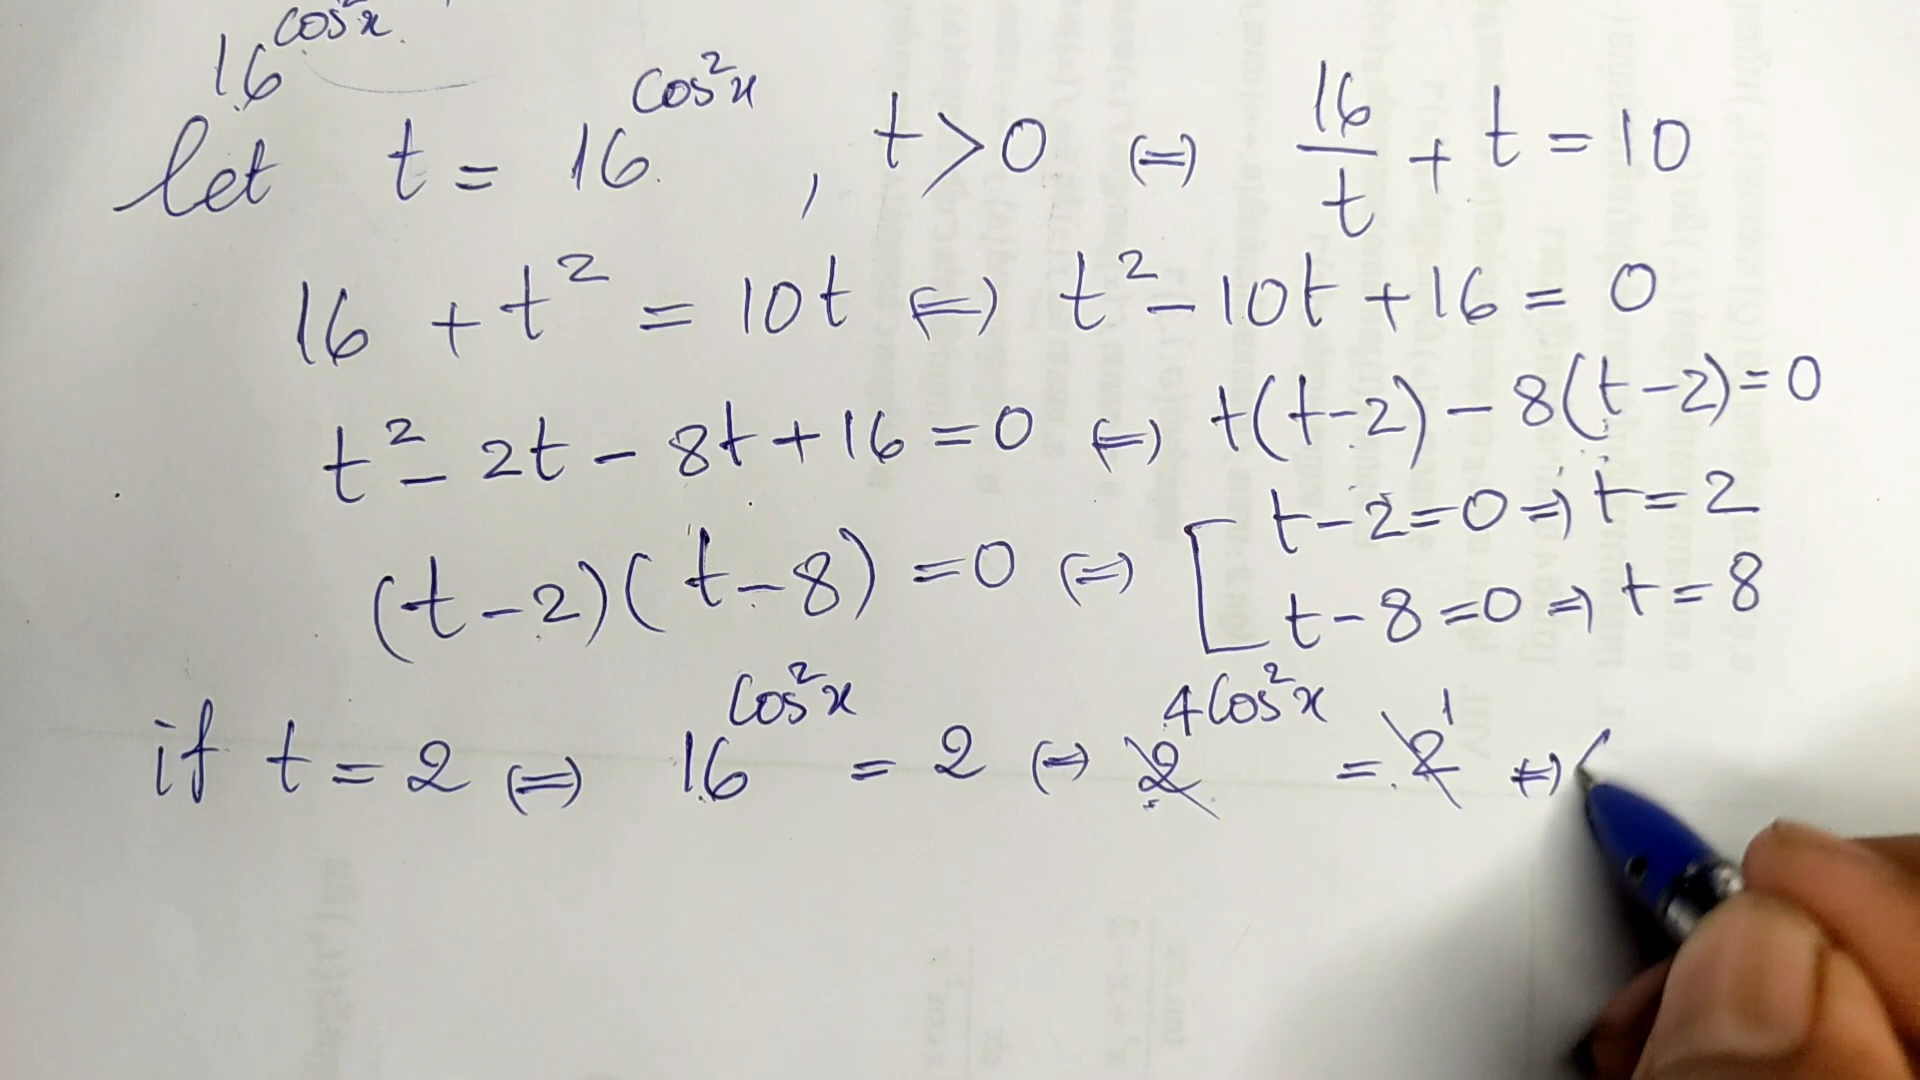 16^cos²x
let t = 16^cos²x , t > 0 ⇔ 16/t + t = 10
16 + t² = 10t ⇔ t² - 10t + 16 = 0
t² - 2t - 8t + 16 = 0 ⇔ t(t-2) - 8(t-2) = 0
(t-2)(t-8) = 0 ⇔ [ t-2=0 ⇒ t=2
t-8=0 ⇒ t=8
if t = 2 ⇔ 16^cos²x = 2 ⇔ 2^4cos²x = 2^1 ⇔